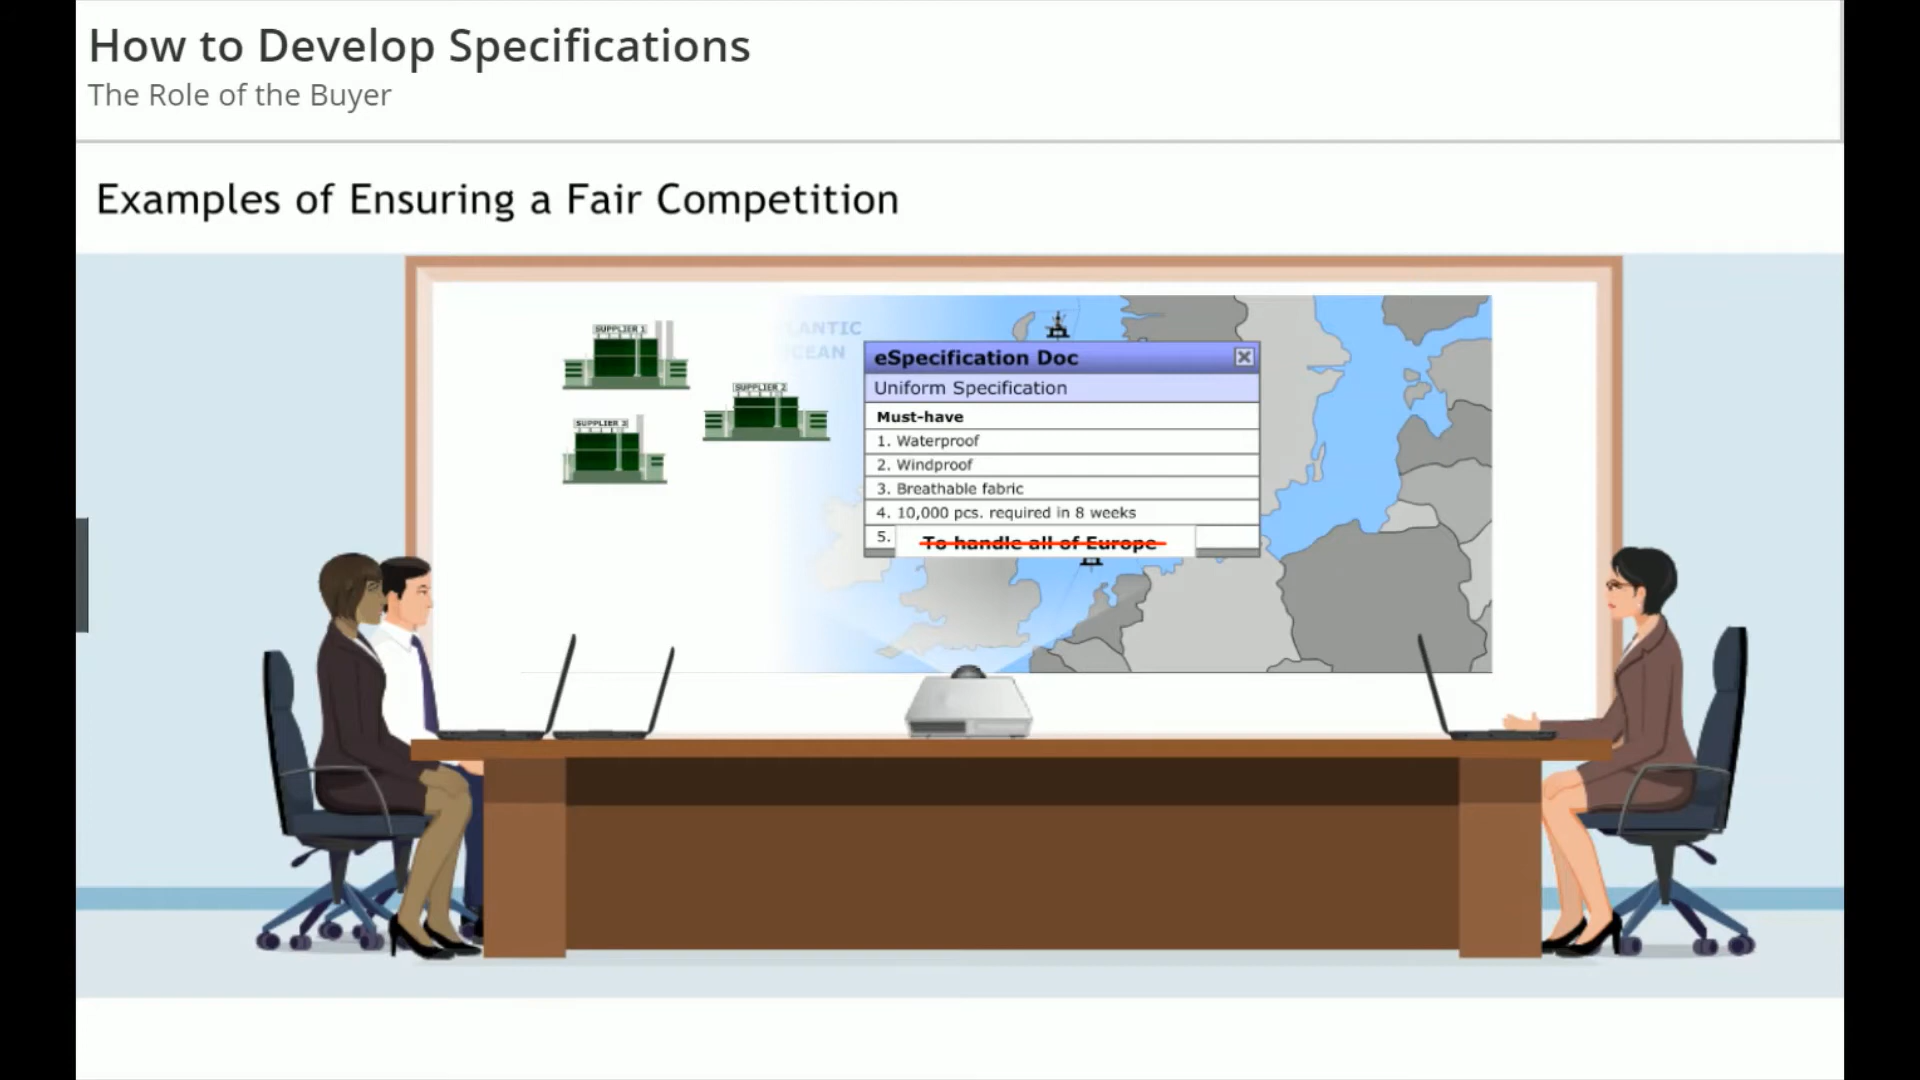 How to Develop Specifications
The Role of the Buyer
Examples of Ensuring a Fair Competition
SUPPLIER 1
SUPPLIER 2
SUPPLIER 3
LANTIC
CEAN
eSpecification Doc
Uniform Specification
Must-have
1. Waterproof
2. Windproof
3. Breathable fabric
4. 10,000 pcs. required in 8 weeks
5. To handle all of Europe